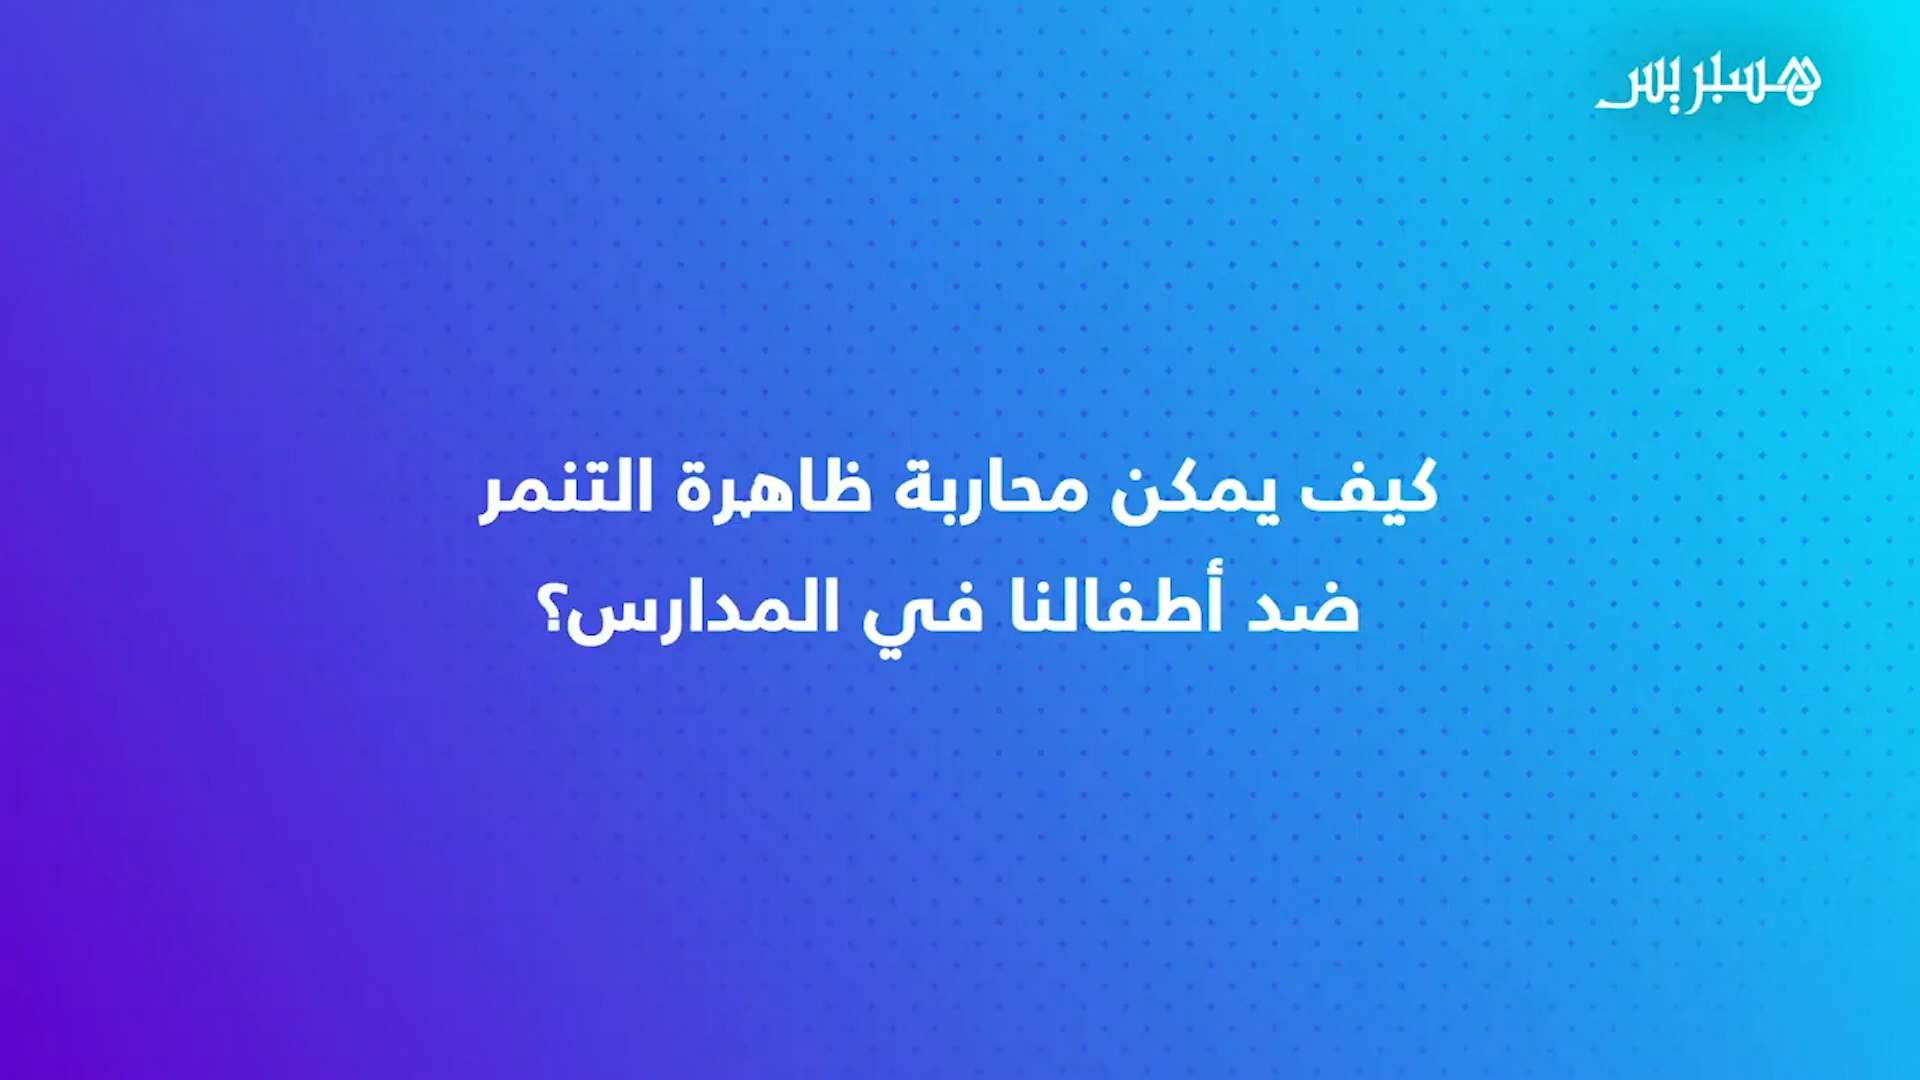 هسبريس
كيف يمكن محاربة ظاهرة التنمر
ضد أطفالنا في المدارس؟